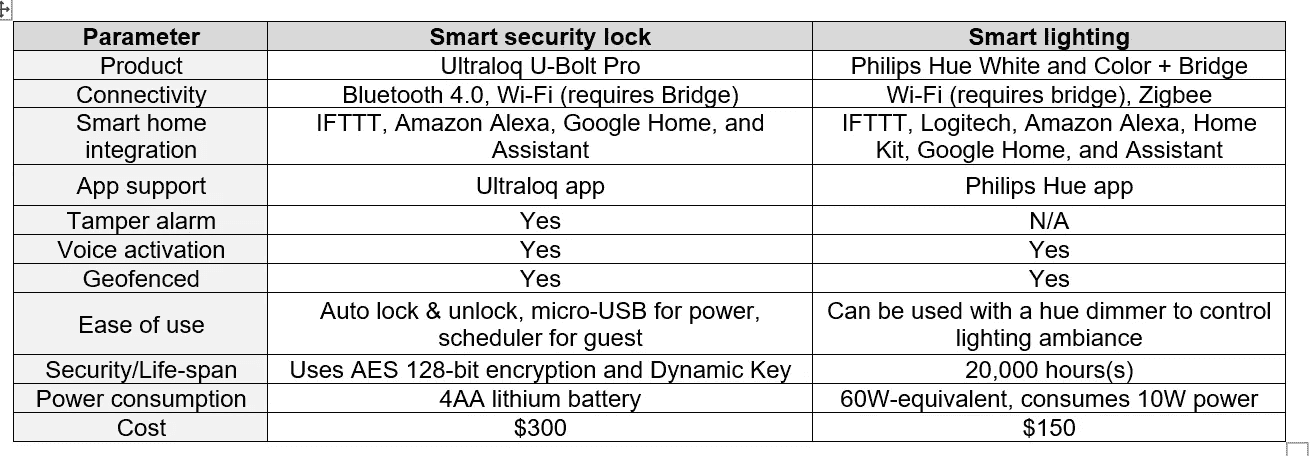 Parameter Smart security lock Smart lighting
Product Ultraloq U-Bolt Pro Philips Hue White and Color + Bridge
Connectivity Bluetooth 4.0, Wi-Fi (requires Bridge) Wi-Fi (requires bridge), Zigbee
Smart home IFTTT, Amazon Alexa, Google Home, and IFTTT, Logitech, Amazon Alexa, Home
integration Assistant Kit, Google Home, and Assistant
App support Ultraloq app Philips Hue app
Tamper alarm Yes N/A
Voice activation Yes Yes
Geofenced Yes Yes
Ease of use Auto lock & unlock, micro-USB for power, Can be used with a hue dimmer to control
scheduler for guest lighting ambiance
Security/Life-span Uses AES 128-bit encryption and Dynamic Key 20,000 hours(s)
Power consumption 4AA lithium battery 60W-equivalent, consumes 10W power
Cost $300 $150